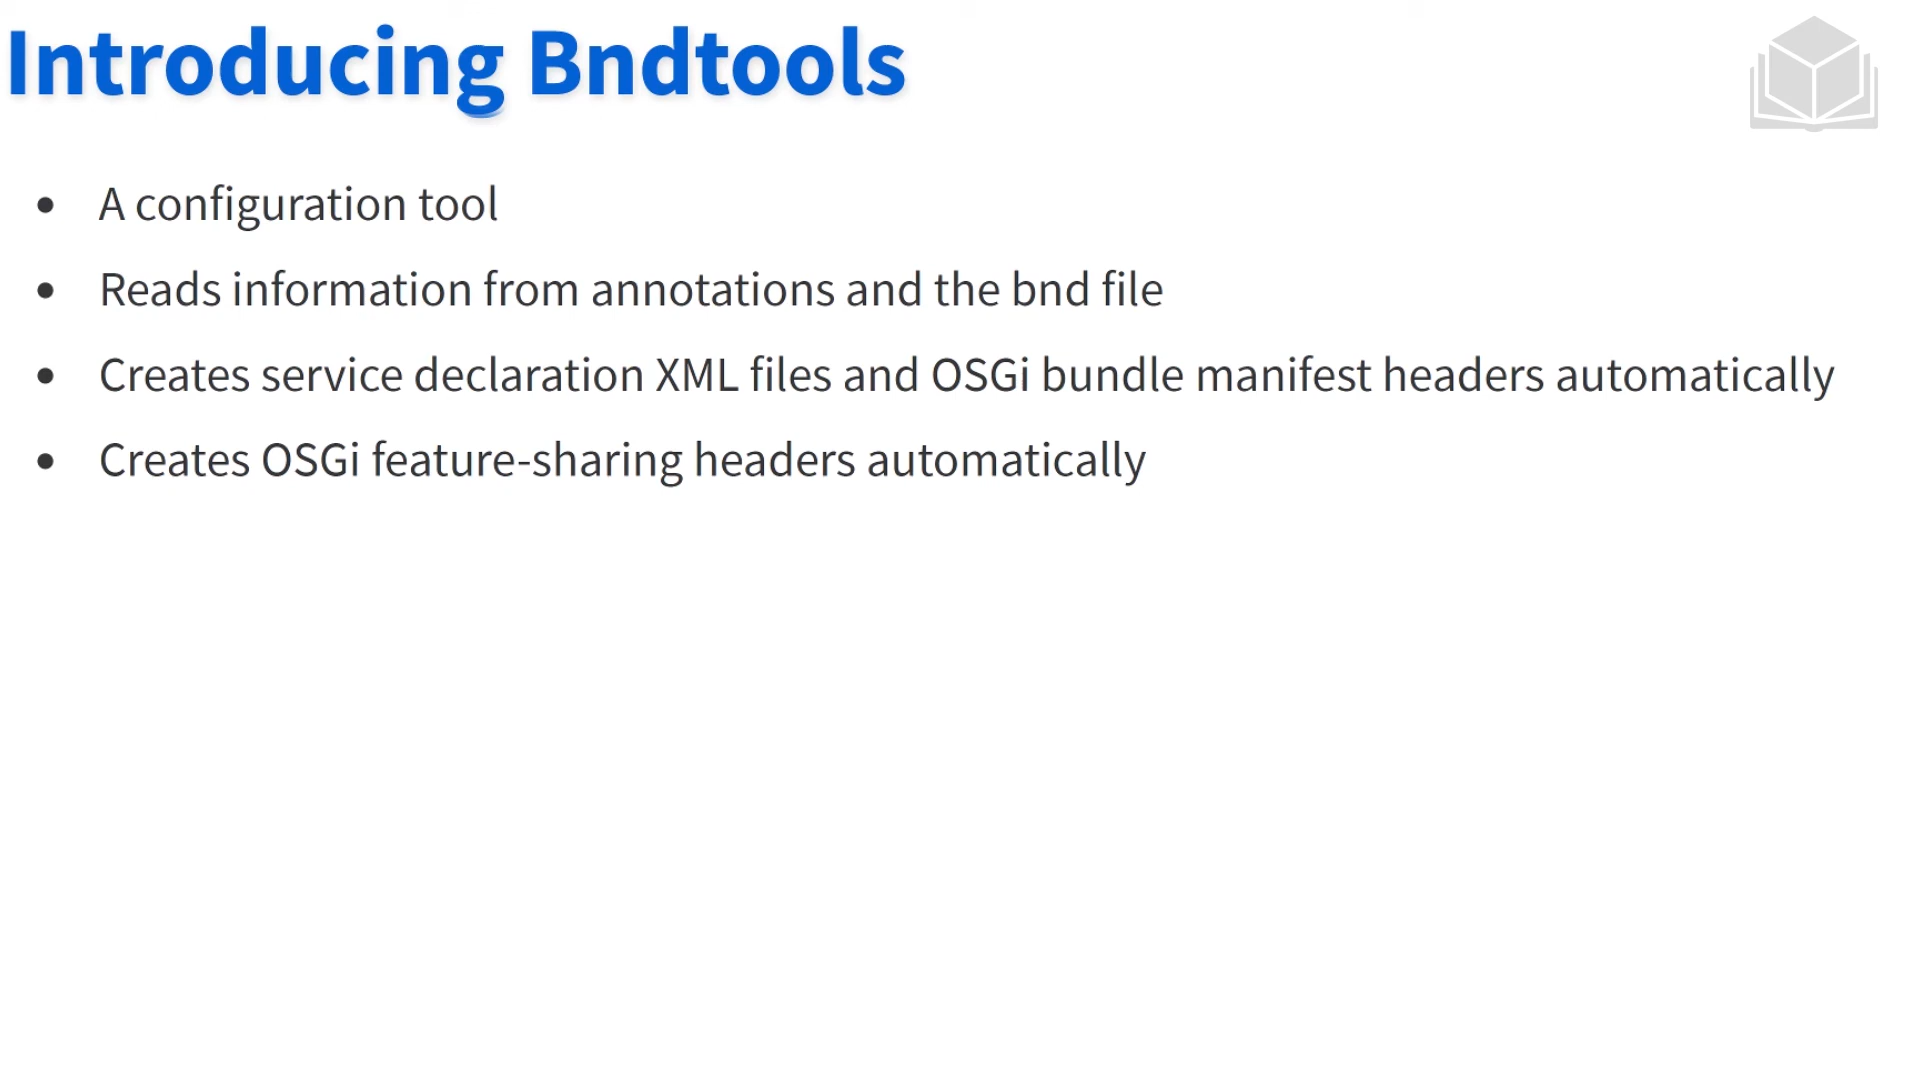 Introducing Bndtools
• A configuration tool
• Reads information from annotations and the bnd file
• Creates service declaration XML files and OSGi bundle manifest headers automatically
• Creates OSGi feature-sharing headers automatically